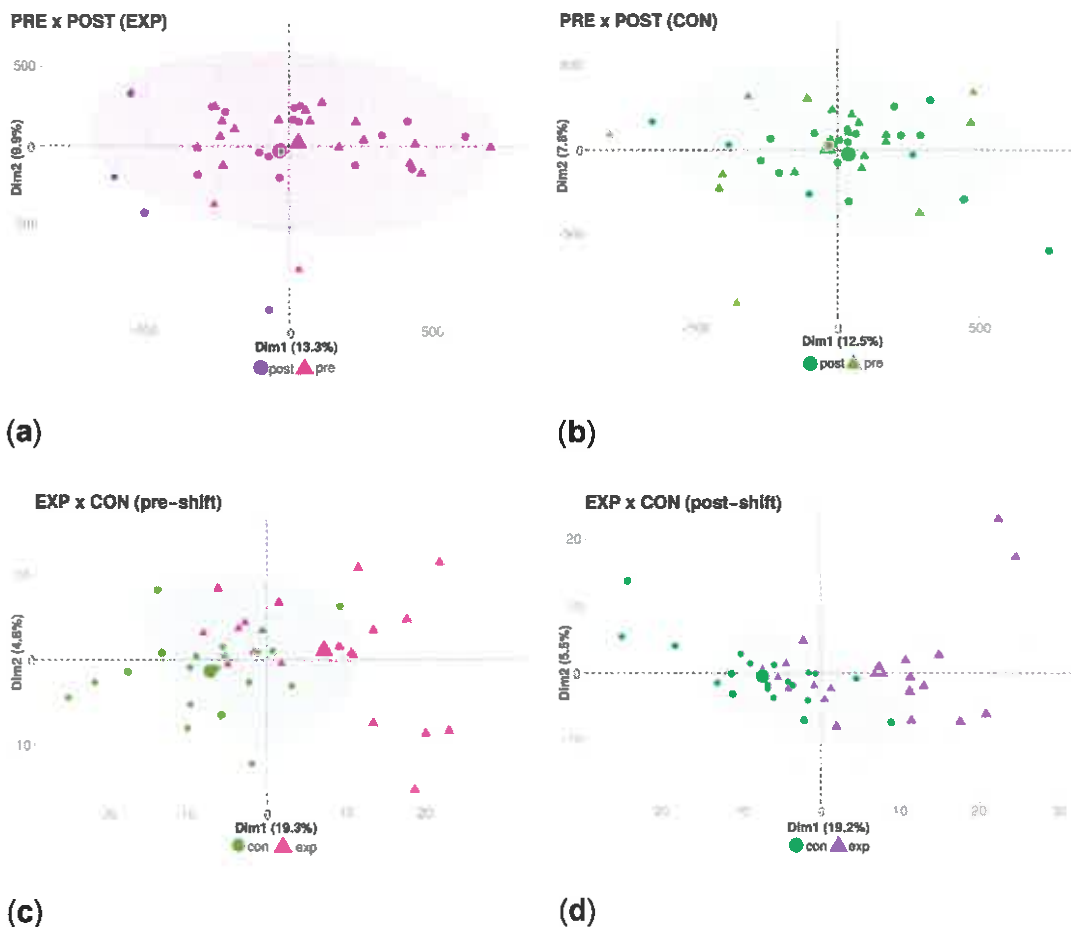 PRE x POST (EXP)
500
0
Dim2 (9.9%)
0
500
Dim1 (13.3%)
post pre
(a)
PRE x POST (CON)
0
Dim2 (7.8%)
0
500
Dim1 (12.5%)
post pre
(b)
EXP x CON (pre-shift)
0
10
Dim2 (4.8%)
0
10
20
Dim1 (19.3%)
con exp
(c)
EXP x CON (post-shift)
20
0
Dim2 (5.5%)
0
10
20
30
Dim1 (19.2%)
con exp
(d)